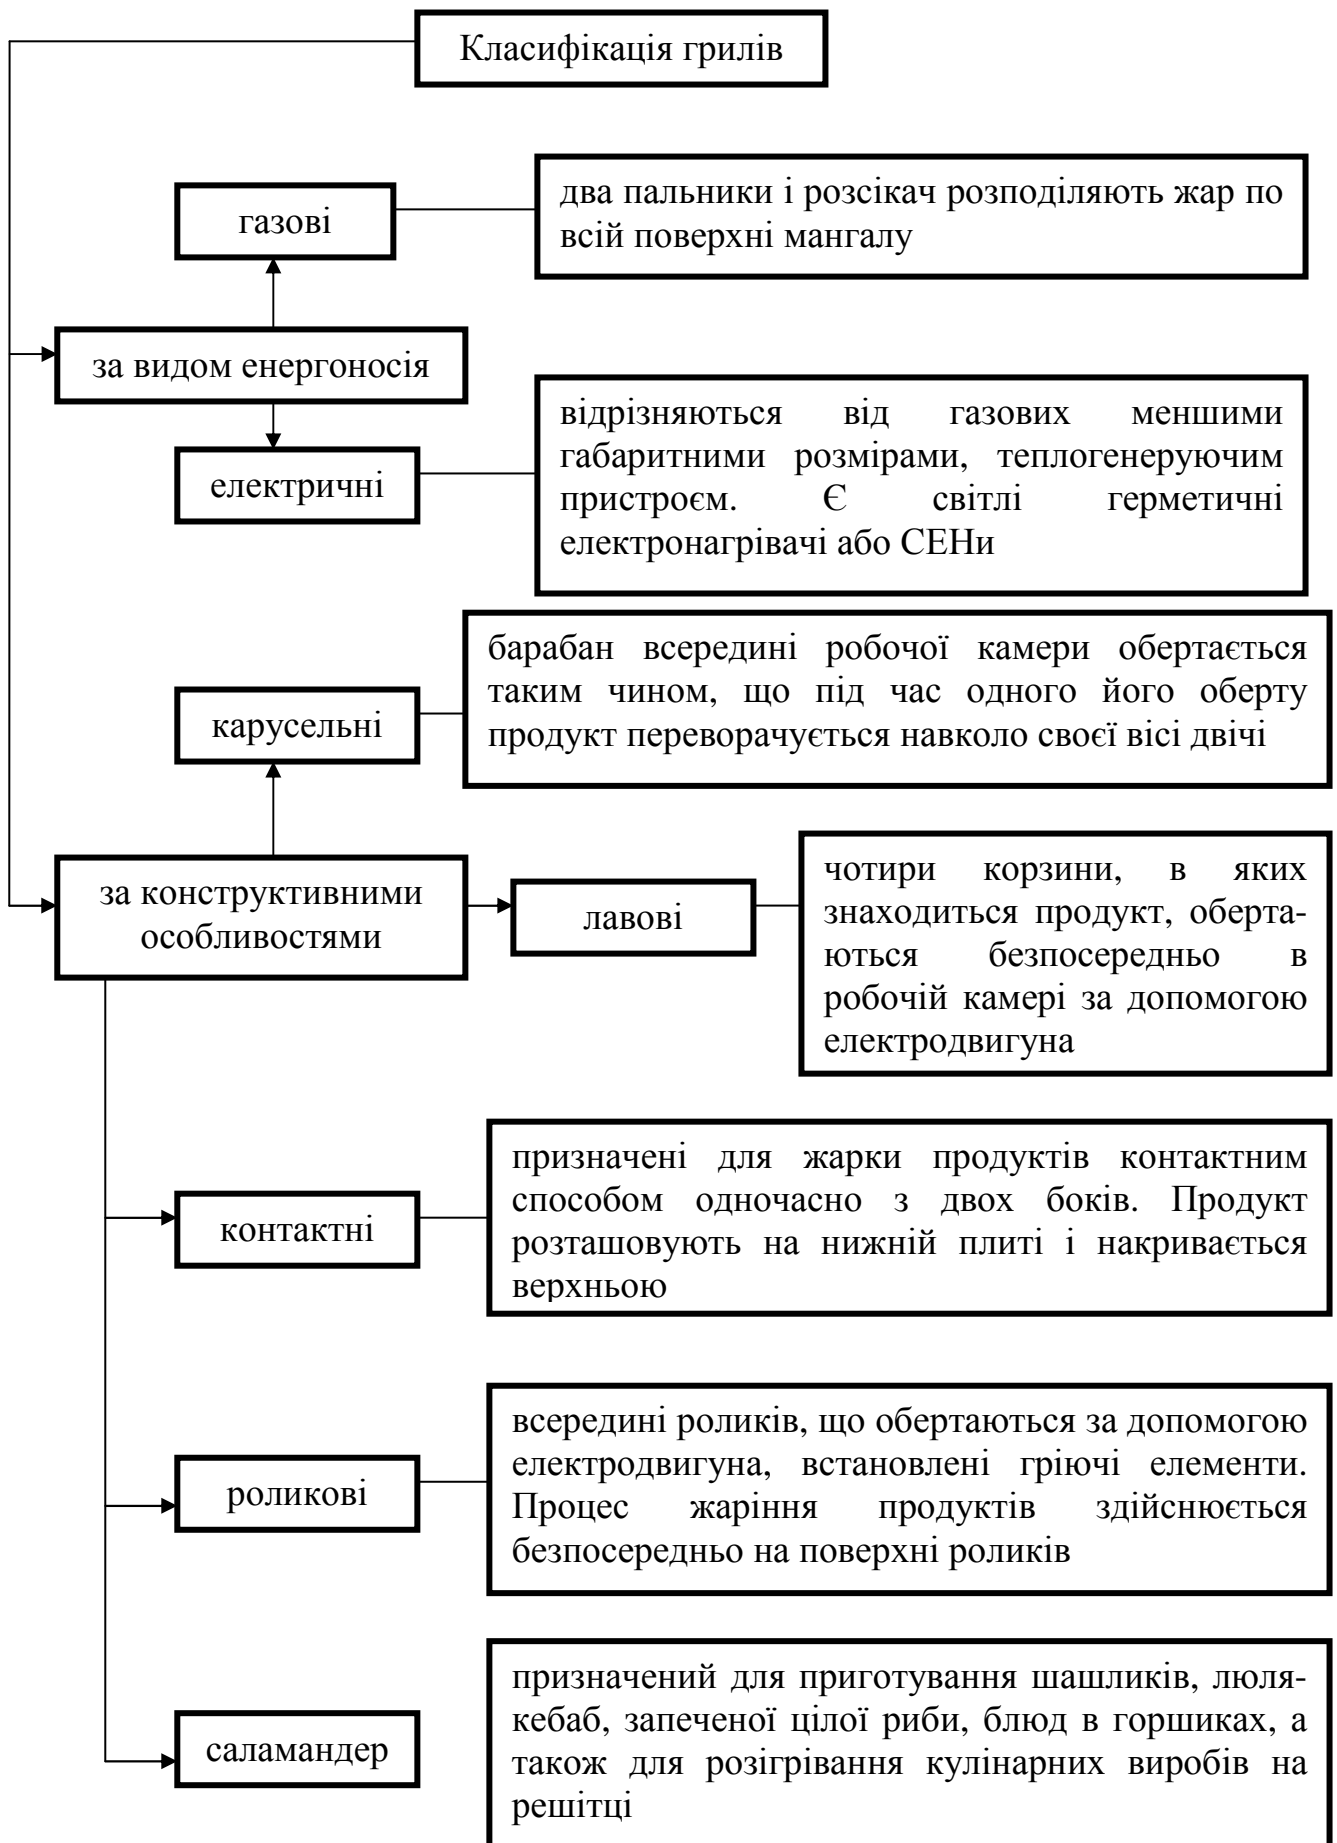 Класифікація грилів
газові
два пальники і розсікач розподіляють жар по
всій поверхні мангалу
за видом енергоносія
електричні
відрізняються від газових меншими
габаритними розмірами, теплогенеруючим
пристроєм. Є світлі герметичні
електронагрівачі або СЕНи
карусельні
барабан всередині робочої камери обертається
таким чином, що під час одного його оберту
продукт переворачується навколо своєї вісі двічі
за конструктивними
особливостями
лавові
чотири корзини, в яких
знаходиться продукт, оберта-
ються безпосередньо в
робочій камері за допомогою
електродвигуна
контактні
призначені для жарки продуктів контактним
способом одночасно з двох боків. Продукт
розташовують на нижній плиті і накривається
верхньою
роликові
всередині роликів, що обертаються за допомогою
електродвигуна, встановлені гріючі елементи.
Процес жаріння продуктів здійснюється
безпосередньо на поверхні роликів
саламандер
призначений для приготування шашликів, люля-
кебаб, запеченої цілої риби, блюд в горшиках, а
також для розігрівання кулінарних виробів на
решітці